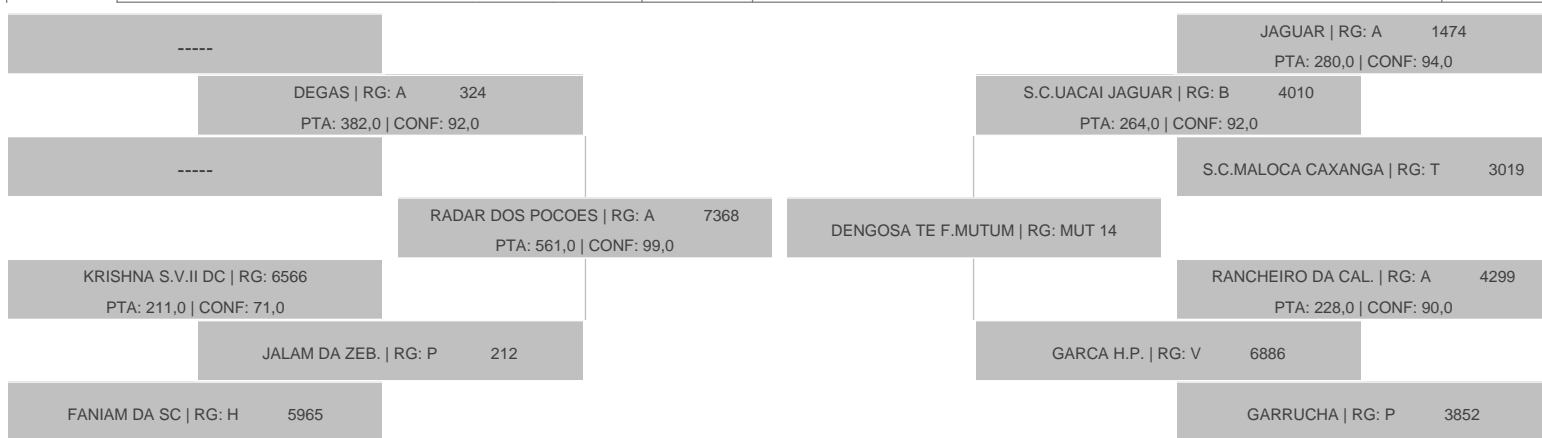 -----
JAGUAR | RG: A 1474
PTA: 280,0 | CONF: 94,0
DEGAS | RG: A 324
PTA: 382,0 | CONF: 92,0
S.C.UACAI JAGUAR | RG: B 4010
PTA: 264,0 | CONF: 92,0
-----
S.C.MALOCA CAXANGA | RG: T 3019
RADAR DOS POCOES | RG: A 7368
PTA: 561,0 | CONF: 99,0
DENGOSA TE F.MUTUM | RG: MUT 14
KRISHNA S.V.II DC | RG: 6566
PTA: 211,0 | CONF: 71,0
RANCHEIRO DA CAL. | RG: A 4299
PTA: 228,0 | CONF: 90,0
JALAM DA ZEB. | RG: P 212
GARCA H.P. | RG: V 6886
FANIAM DA SC | RG: H 5965
GARRUCHA | RG: P 3852